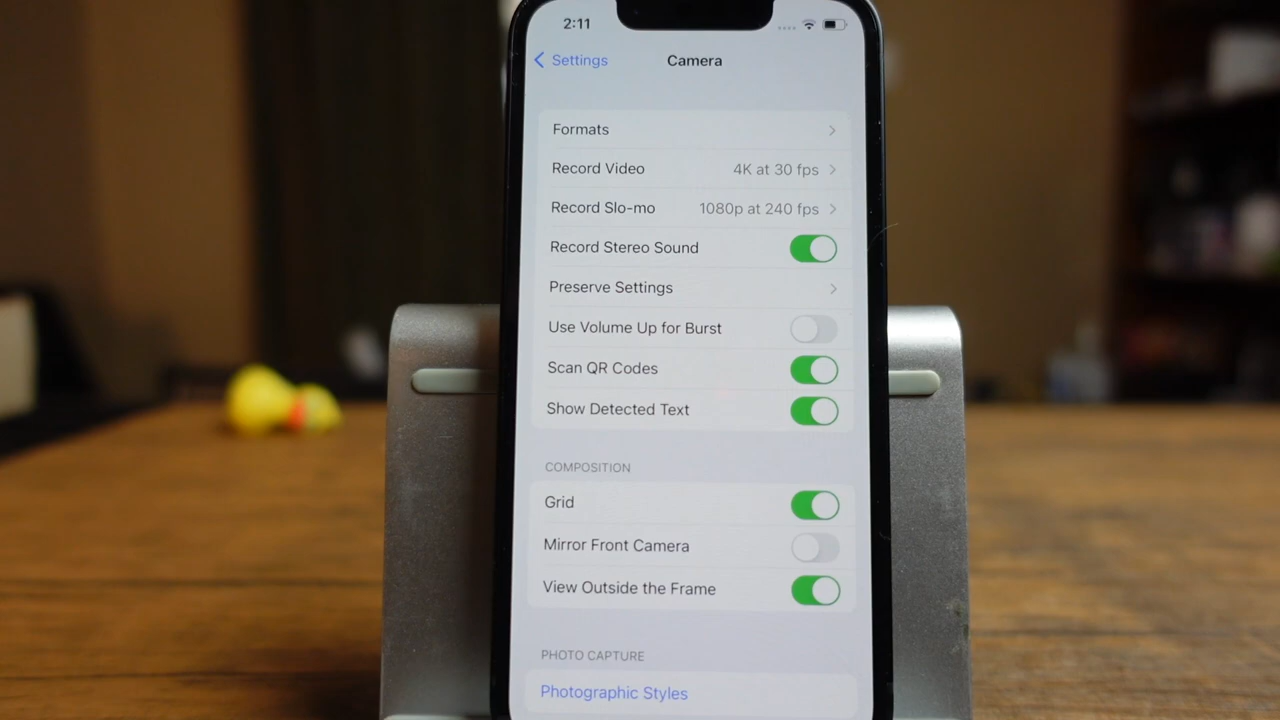 2:11
Settings
Camera
Formats
Record Video 4K at 30 fps
Record Slo-mo 1080p at 240 fps
Record Stereo Sound
Preserve Settings
Use Volume Up for Burst
Scan QR Codes
Show Detected Text
COMPOSITION
Grid
Mirror Front Camera
View Outside the Frame
PHOTO CAPTURE
Photographic Styles